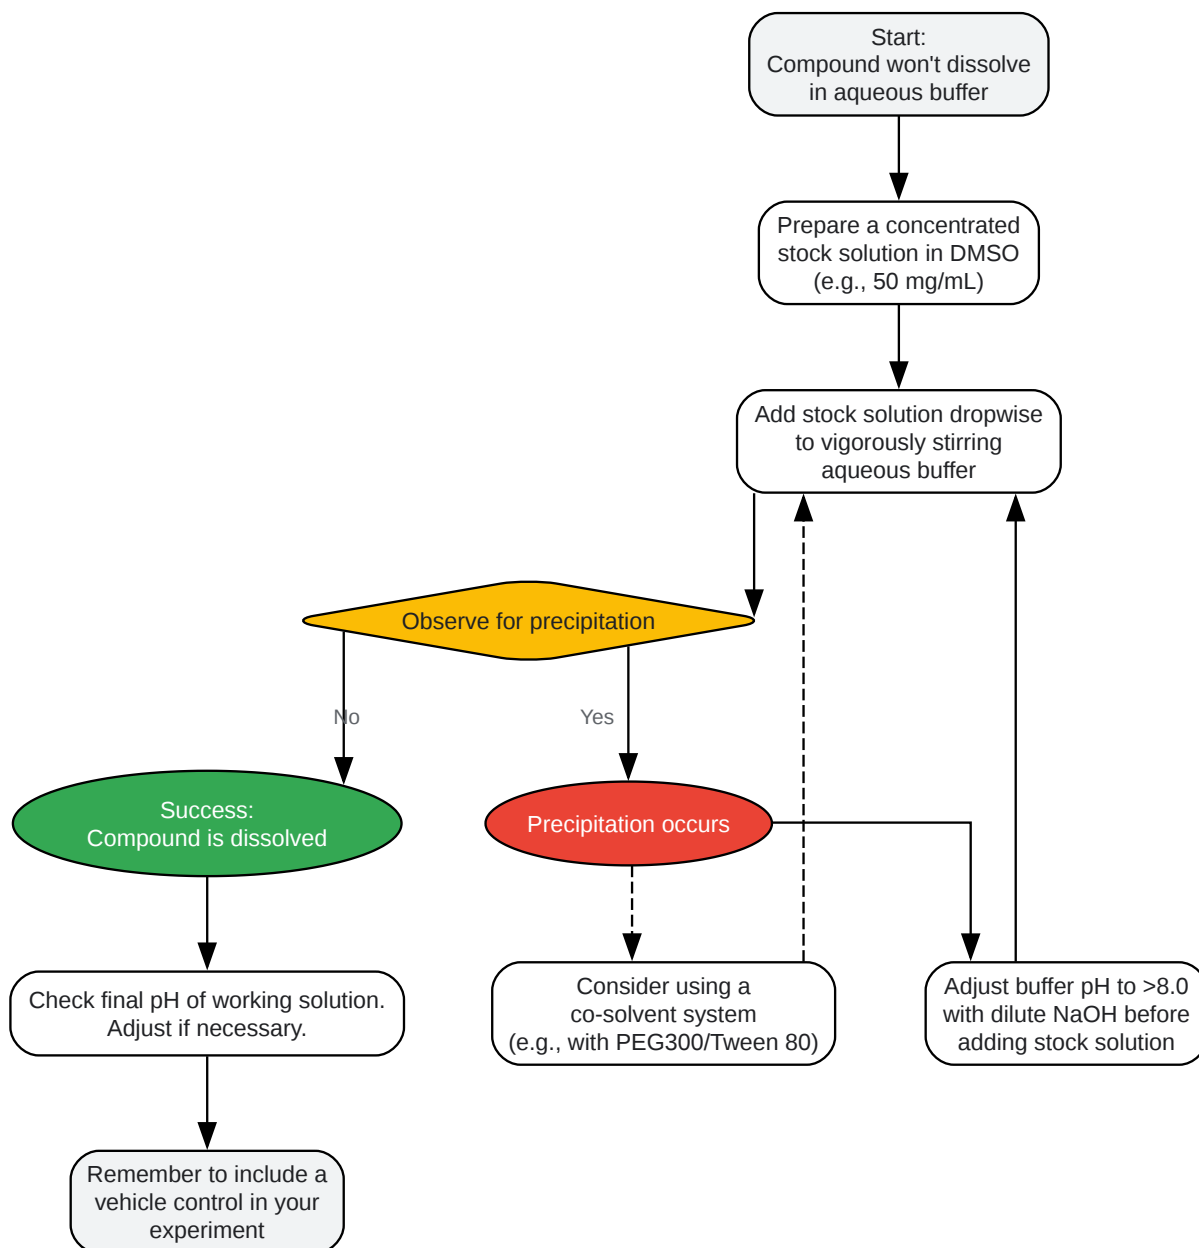 Start:
Compound won't dissolve
in aqueous buffer
Prepare a concentrated
stock solution in DMSO
(e.g., 50 mg/mL)
Add stock solution dropwise
to vigorously stirring
aqueous buffer
Observe for precipitation
No
Yes
Success:
Compound is dissolved
Precipitation occurs
Check final pH of working solution.
Adjust if necessary.
Consider using a
co-solvent system
(e.g., with PEG300/Tween 80)
Adjust buffer pH to >8.0
with dilute NaOH before
adding stock solution
Remember to include a
vehicle control in your
experiment